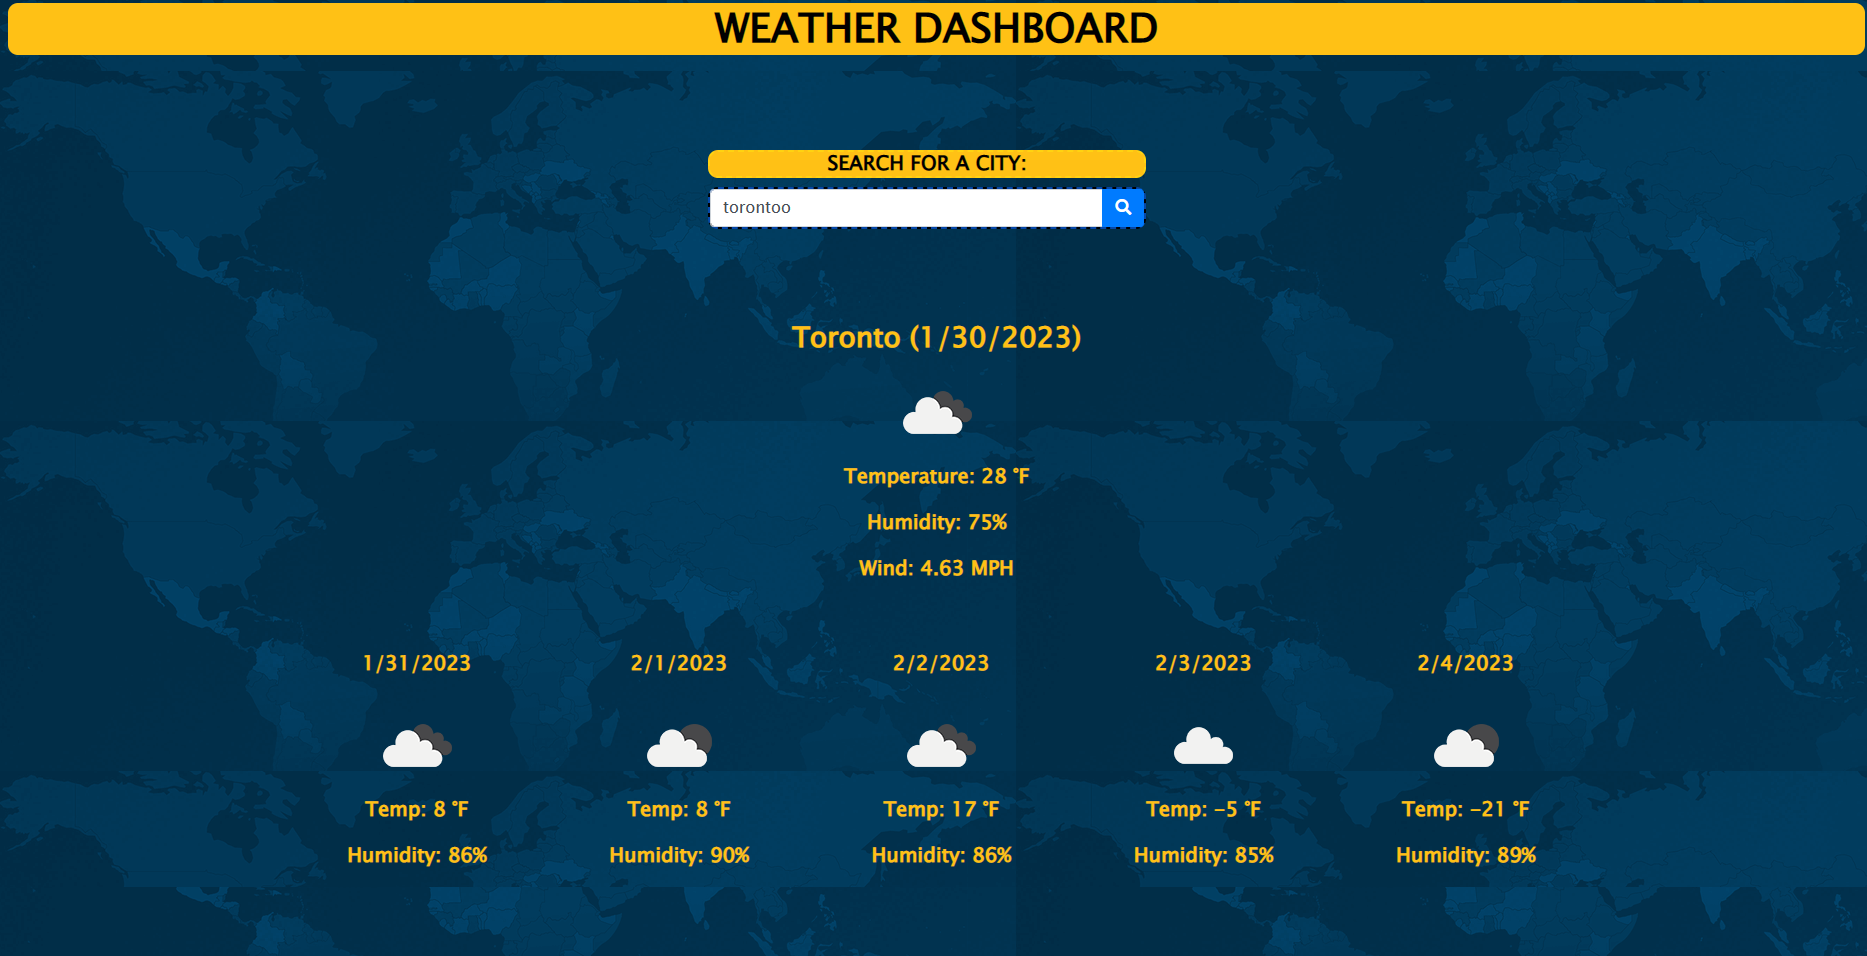 WEATHER DASHBOARD
SEARCH FOR A CITY:
torontoo
Toronto (1/30/2023)
Temperature: 28 °F
Humidity: 75%
Wind: 4.63 MPH
1/31/2023 2/1/2023 2/2/2023 2/3/2023 2/4/2023
Temp: 8 °F Temp: 8 °F Temp: 17 °F Temp: -5 °F Temp: -21 °F
Humidity: 86% Humidity: 90% Humidity: 86% Humidity: 85% Humidity: 89%